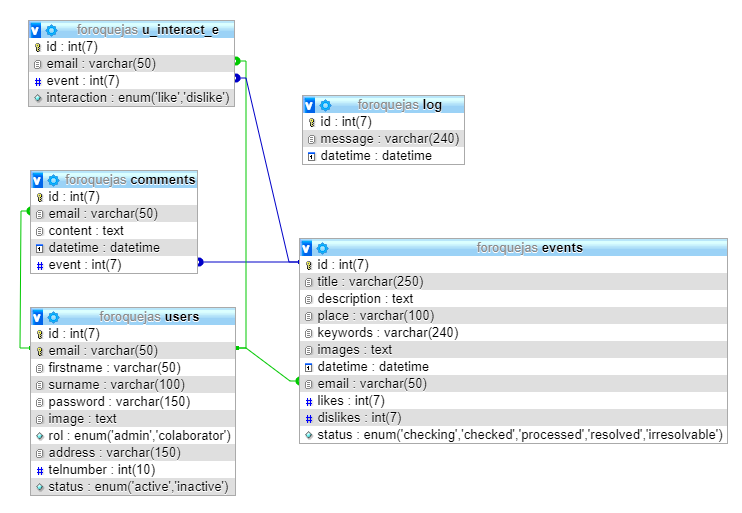 foroquejas u_interact_e
id : int(7)
email : varchar(50)
event : int(7)
interaction : enum('like','dislike')
foroquejas log
id : int(7)
message : varchar(240)
datetime : datetime
foroquejas comments
id : int(7)
email : varchar(50)
content : text
datetime : datetime
event : int(7)
foroquejas events
id : int(7)
title : varchar(250)
description : text
place : varchar(100)
keywords : varchar(240)
images : text
datetime : datetime
email : varchar(50)
likes : int(7)
dislikes : int(7)
status : enum('checking','checked','processed','resolved','irresolvable')
foroquejas users
id : int(7)
email : varchar(50)
firstname : varchar(50)
surname : varchar(100)
password : varchar(150)
image : text
rol : enum('admin','colaborator')
address : varchar(150)
telnumber : int(10)
status : enum('active','inactive')